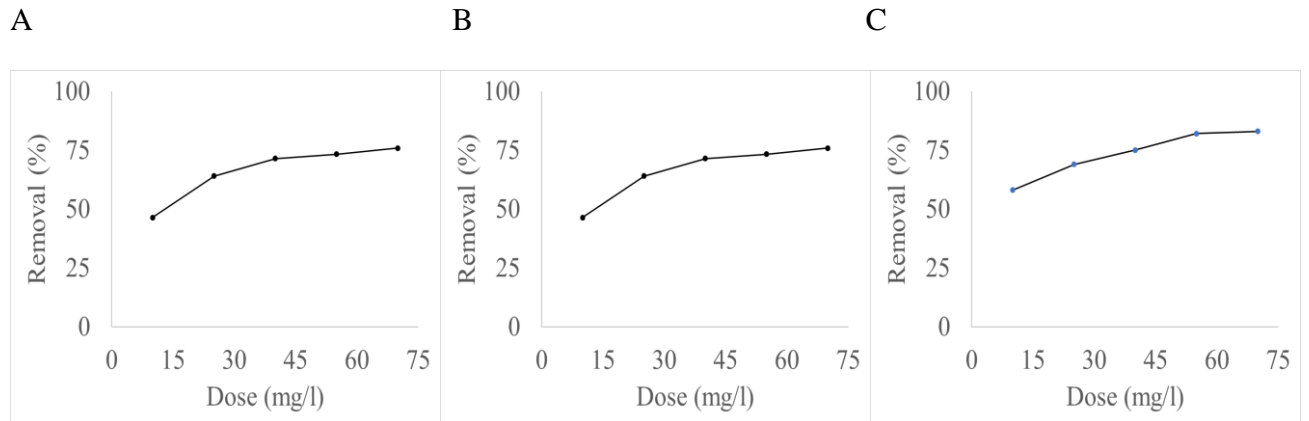 A B C
100 100 100
75 75 75
50 50 50
25 25 25
0 0 0
0 15 30 45 60 75 0 15 30 45 60 75 0 15 30 45 60 75
Dose (mg/l) Dose (mg/l) Dose (mg/l)
Removal (%)
Removal (%)
Removal (%)